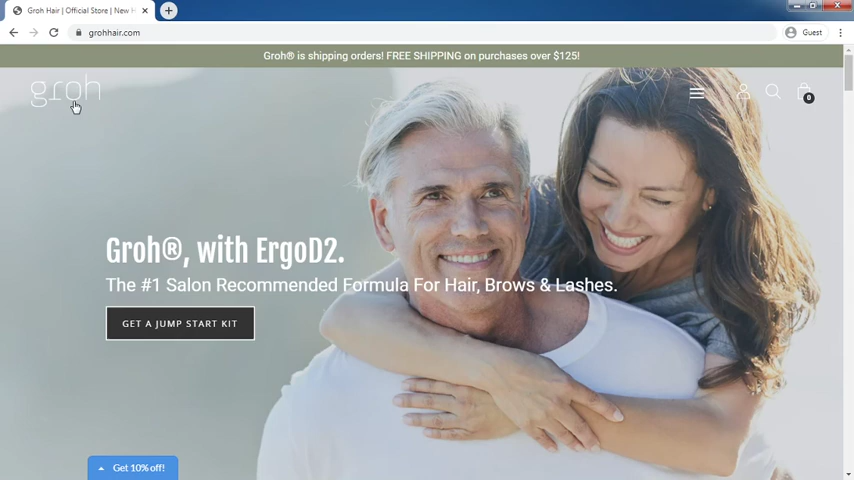 Groh Hair | Official Store | New H
grohhair.com
Guest
Groh® is shipping orders! FREE SHIPPING on purchases over $125!
groh
0
Groh®, with ErgoD2.
The #1 Salon Recommended Formula For Hair, Brows & Lashes.
GET A JUMP START KIT
Get 10% off!